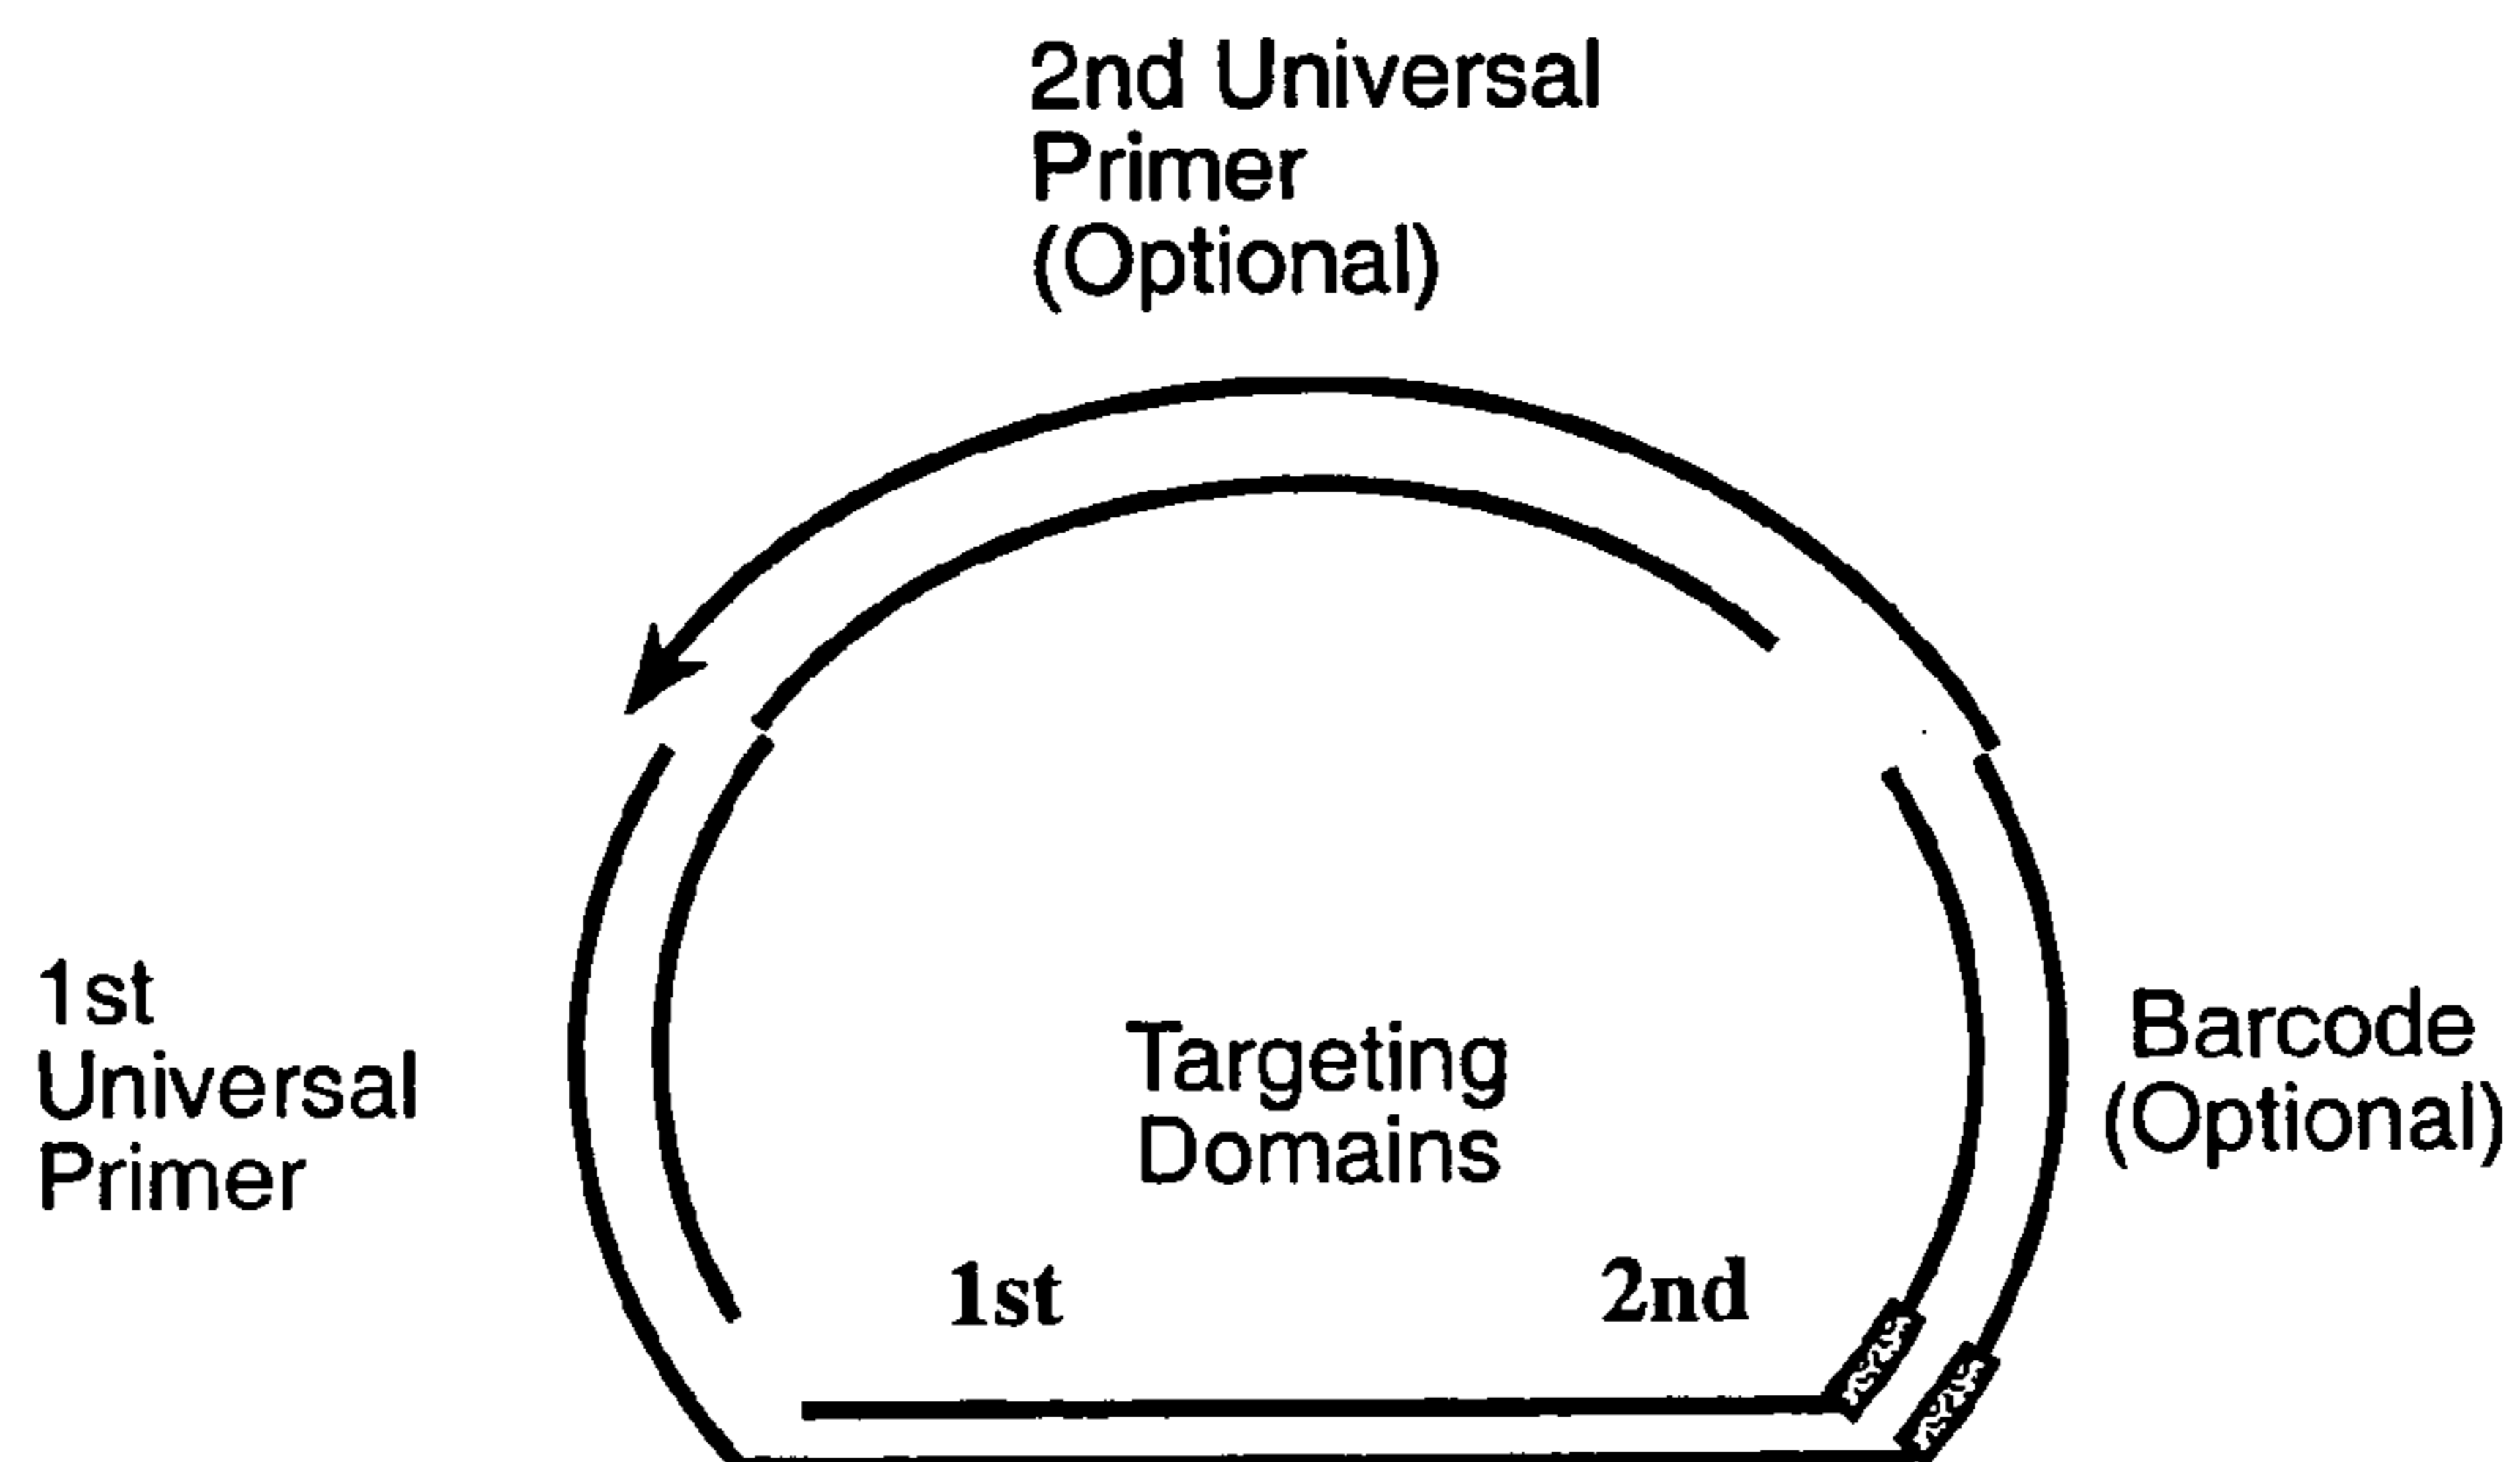 2nd Universal
Primer
(Optional)
1st
Universal
Primer
Targeting
Domains
Barcode
(Optional)
1st
2nd